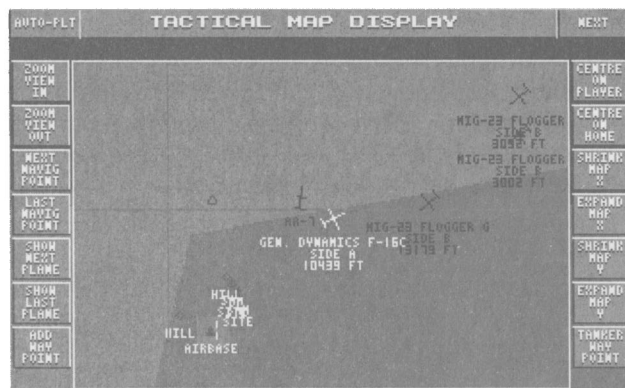 AUTO-PLT
TACTICAL MAP DISPLAY
NEXT
ZOOM
VIEW
IN
ZOOM
VIEW
OUT
NEXT
NAVIG
POINT
LAST
NAVIG
POINT
SHOW
NEXT
PLANE
SHOW
LAST
PLANE
ADD
WAY
POINT
MIG-23 FLOGGER
SIDE B
3092 FT
MIG-23 FLOGGER
SIDE B
3002 FT
AA-7
MIG-23 FLOGGER G
SIDE B
GEN. DYNAMICS F-16C
SIDE A
10439 FT
HILL
SITE
HILL
AIRBASE
CENTRE
ON
PLAYER
CENTRE
ON
HOME
SHRINK
MAP
X
EXPAND
MAP
X
SHRINK
MAP
Y
EXPAND
MAP
Y
TANKER
WAY
POINT